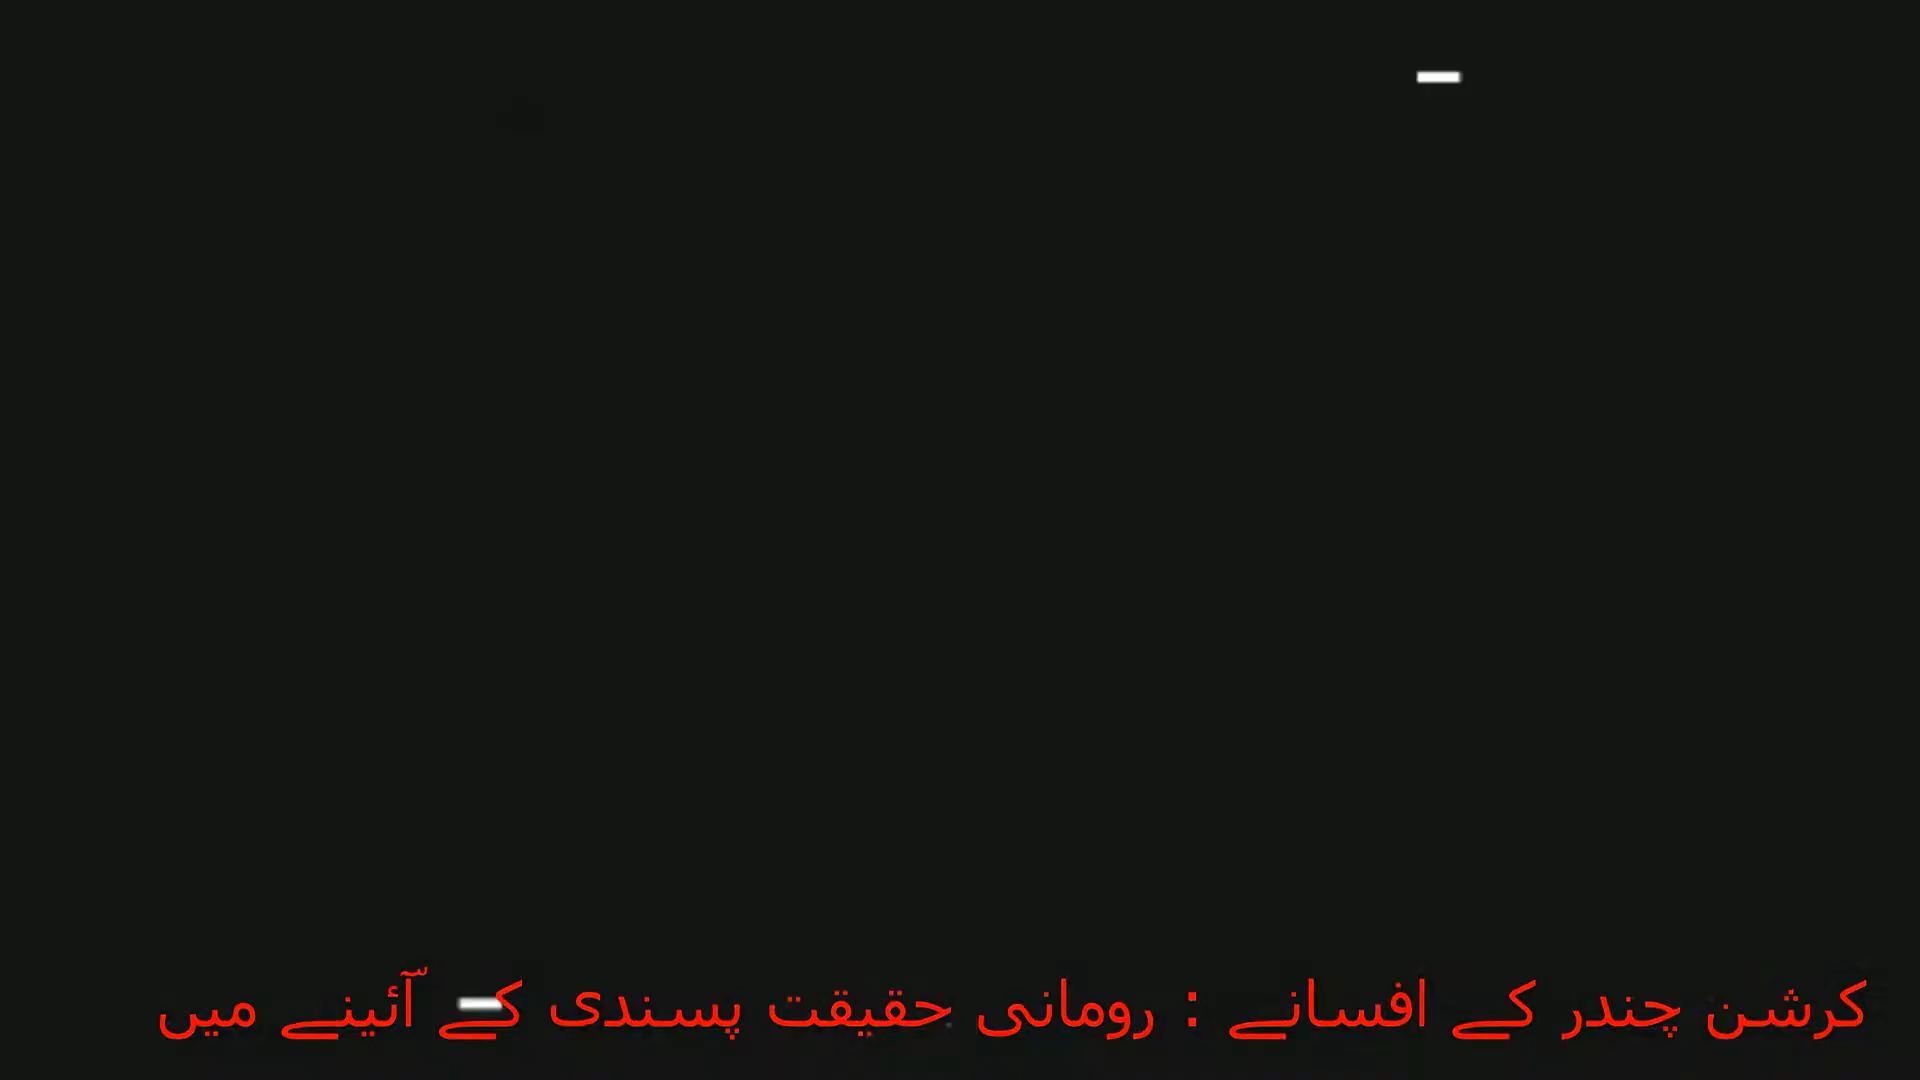 کرشن چندر کے افسانے : رومانی حقیقت پسندی کے آئینے میں